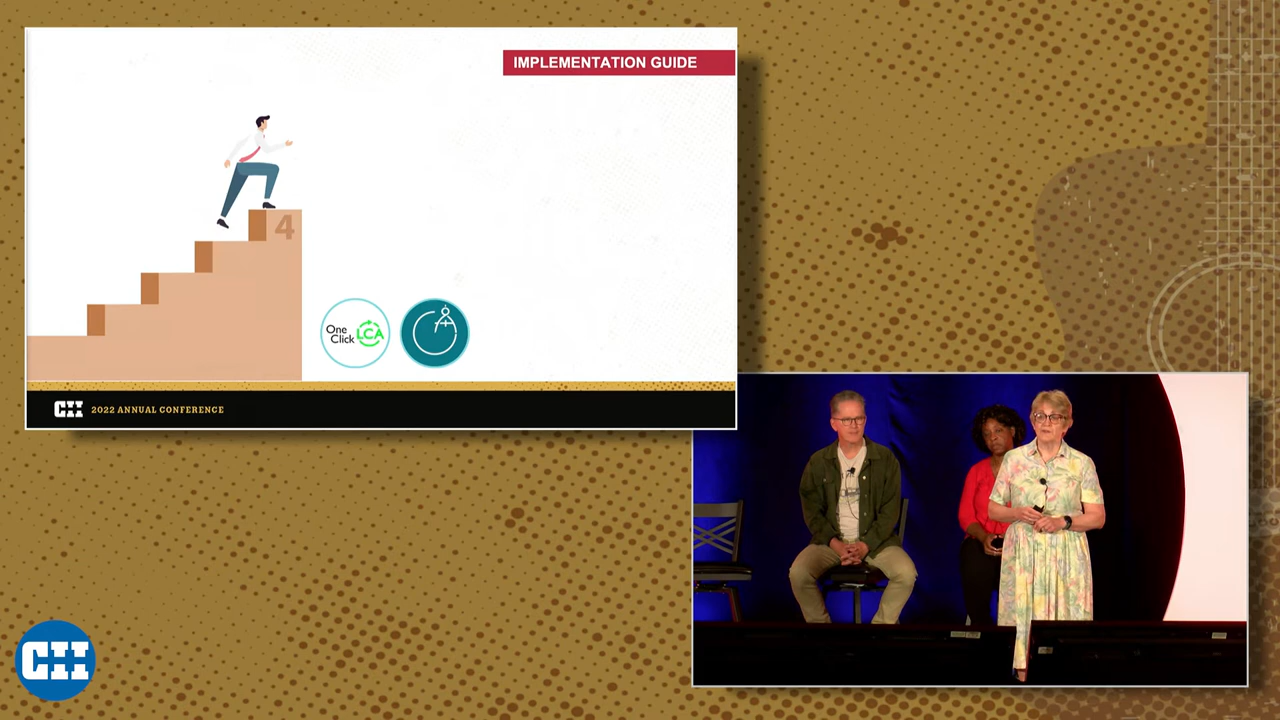 IMPLEMENTATION GUIDE
4
One
Click LCA
CII 2022 ANNUAL CONFERENCE
CII